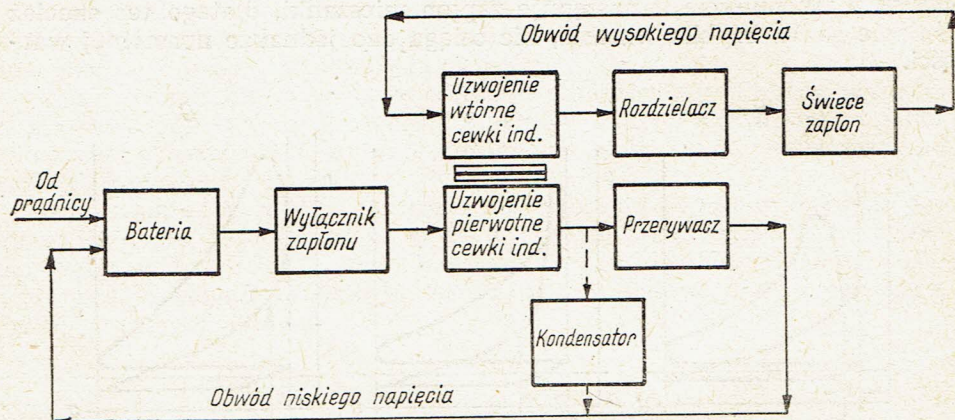 Obwód wysokiego napięcia
Uzwojenie
wtórne
cewki ind.
Rozdzielacz
Świece
zapłon
Od
prądnicy
Bateria
Wyłącznik
zapłonu
Uzwojenie
pierwotne
cewki ind.
Przerywacz
Kondensator
Obwód niskiego napięcia